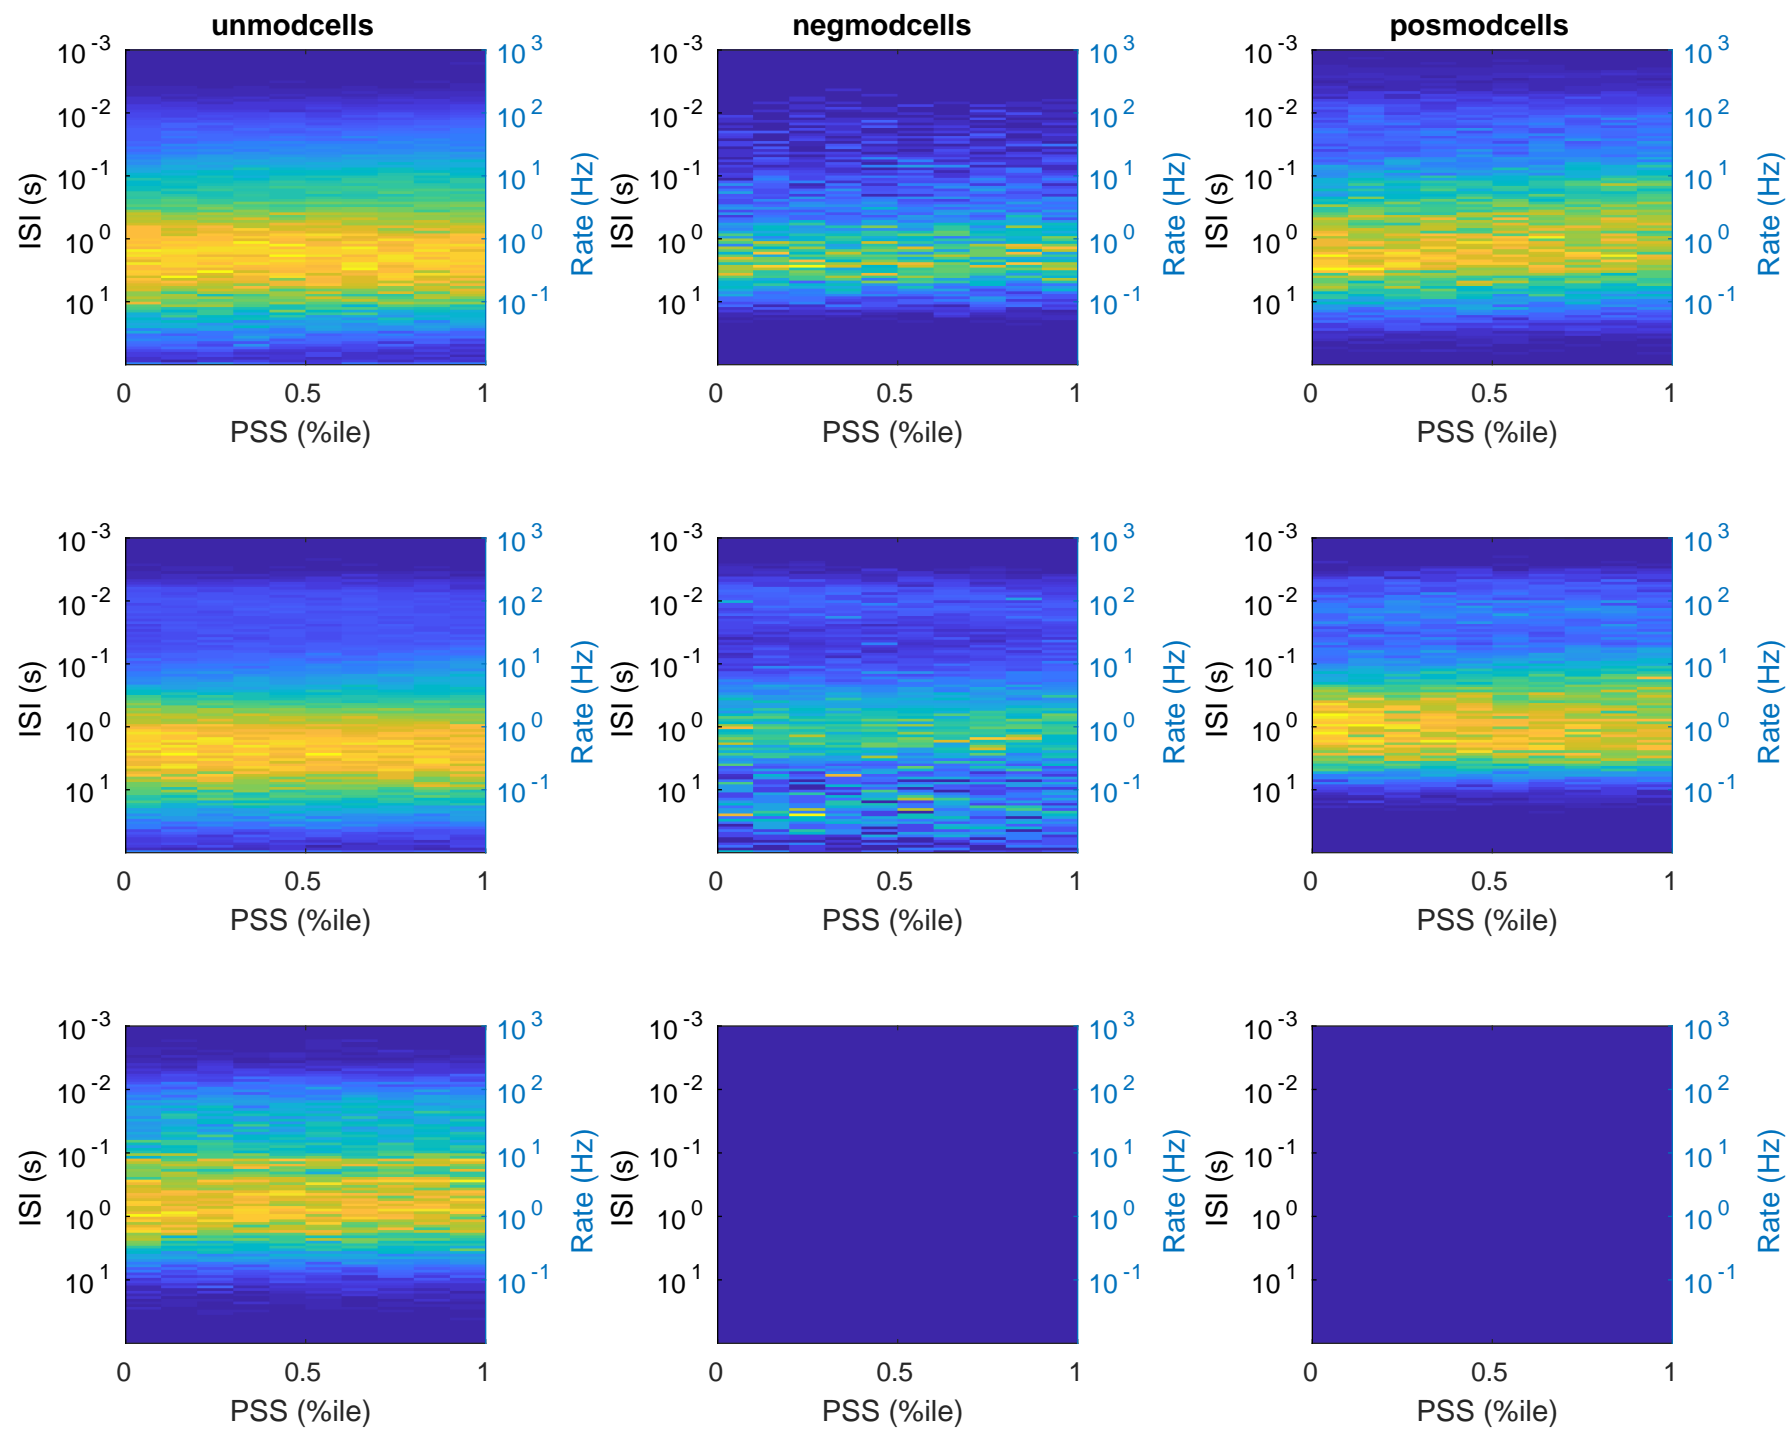 unmodcells negmodcells posmodcells
10^-3 10^3 10^-3 10^3 10^-3 10^3
10^-2 10^2 10^-2 10^2 10^-2 10^2
10^-1 10^1 10^-1 10^1 10^-1 10^1
ISI (s) Rate (Hz) ISI (s) Rate (Hz) ISI (s) Rate (Hz)
10^0 10^0 10^0 10^0 10^0 10^0
10^1 10^-1 10^1 10^-1 10^1 10^-1
0 0.5 1 0 0.5 1 0 0.5 1
PSS (%ile) PSS (%ile) PSS (%ile)
10^-3 10^3 10^-3 10^3 10^-3 10^3
10^-2 10^2 10^-2 10^2 10^-2 10^2
10^-1 10^1 10^-1 10^1 10^-1 10^1
ISI (s) Rate (Hz) ISI (s) Rate (Hz) ISI (s) Rate (Hz)
10^0 10^0 10^0 10^0 10^0 10^0
10^1 10^-1 10^1 10^-1 10^1 10^-1
0 0.5 1 0 0.5 1 0 0.5 1
PSS (%ile) PSS (%ile) PSS (%ile)
10^-3 10^3 10^-3 10^3 10^-3 10^3
10^-2 10^2 10^-2 10^2 10^-2 10^2
10^-1 10^1 10^-1 10^1 10^-1 10^1
ISI (s) Rate (Hz) ISI (s) Rate (Hz) ISI (s) Rate (Hz)
10^0 10^0 10^0 10^0 10^0 10^0
10^1 10^-1 10^1 10^-1 10^1 10^-1
0 0.5 1 0 0.5 1 0 0.5 1
PSS (%ile) PSS (%ile) PSS (%ile)